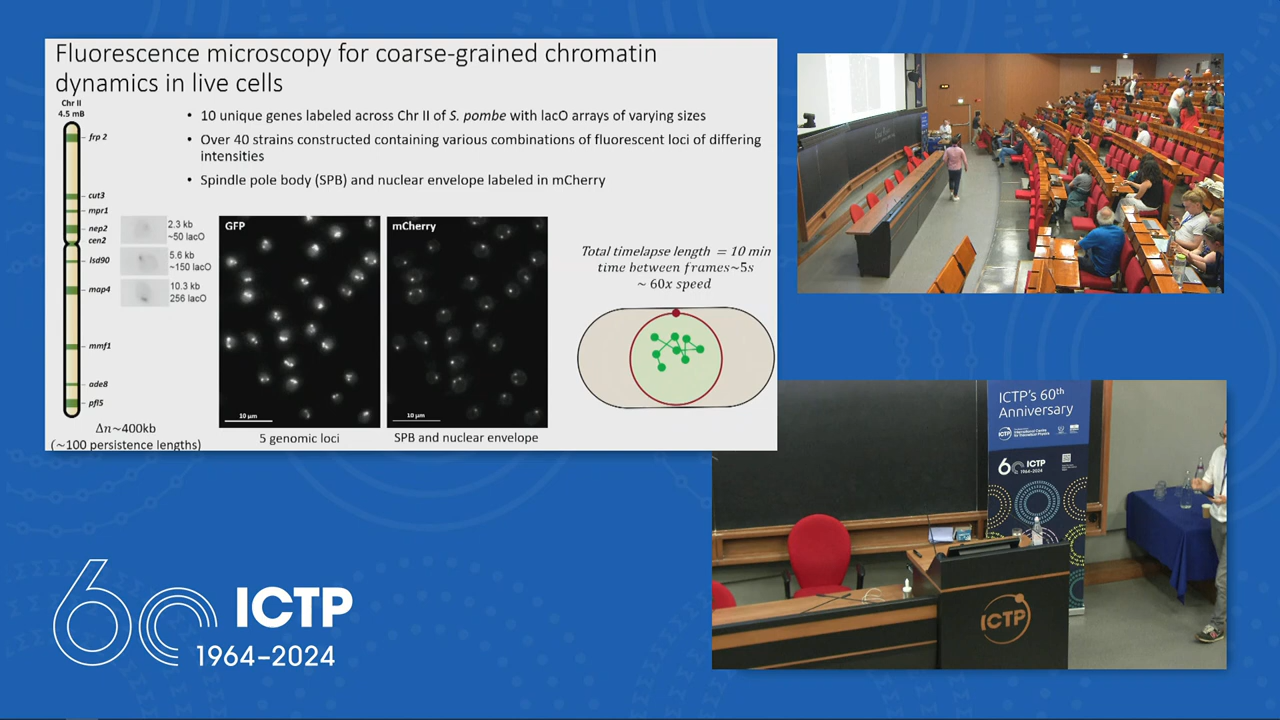 Fluorescence microscopy for coarse-grained chromatin
dynamics in live cells
Chr II
4.5 mB
frp 2
cut3
mpr1
nep2
cen2
lsd90
map4
mmf1
ade8
pfl5
Δn~400kb
(~100 persistence lengths)
• 10 unique genes labeled across Chr II of S. pombe with lacO arrays of varying sizes
• Over 40 strains constructed containing various combinations of fluorescent loci of differing
intensities
• Spindle pole body (SPB) and nuclear envelope labeled in mCherry
2.3 kb
~50 lacO
5.6 kb
~150 lacO
10.3 kb
256 lacO
GFP
10 μm
5 genomic loci
mCherry
10 μm
SPB and nuclear envelope
Total timelapse length = 10 min
time between frames~5s
~ 60x speed
ICTP's 60th
Anniversary
ICTP
60 ICTP
1964-2024
ICTP
60 ICTP
1964–2024